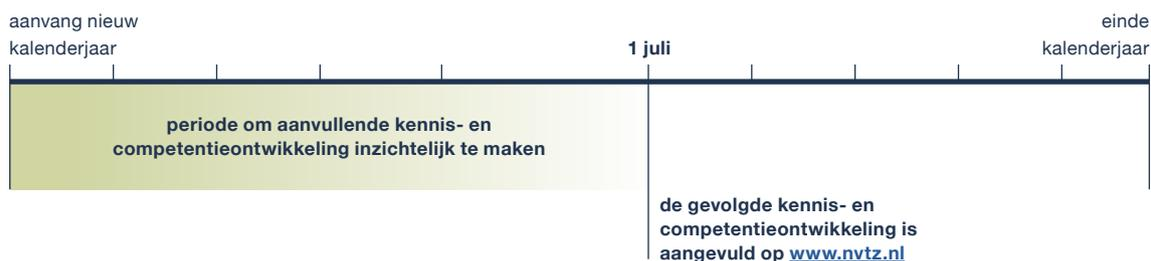 aanvang nieuw
kalenderjaar
1 juli
einde
kalenderjaar
periode om aanvullende kennis- en
competentieontwikkeling inzichtelijk te maken
de gevolgde kennis- en
competentieontwikkeling is
aangevuld op www.nvtz.nl